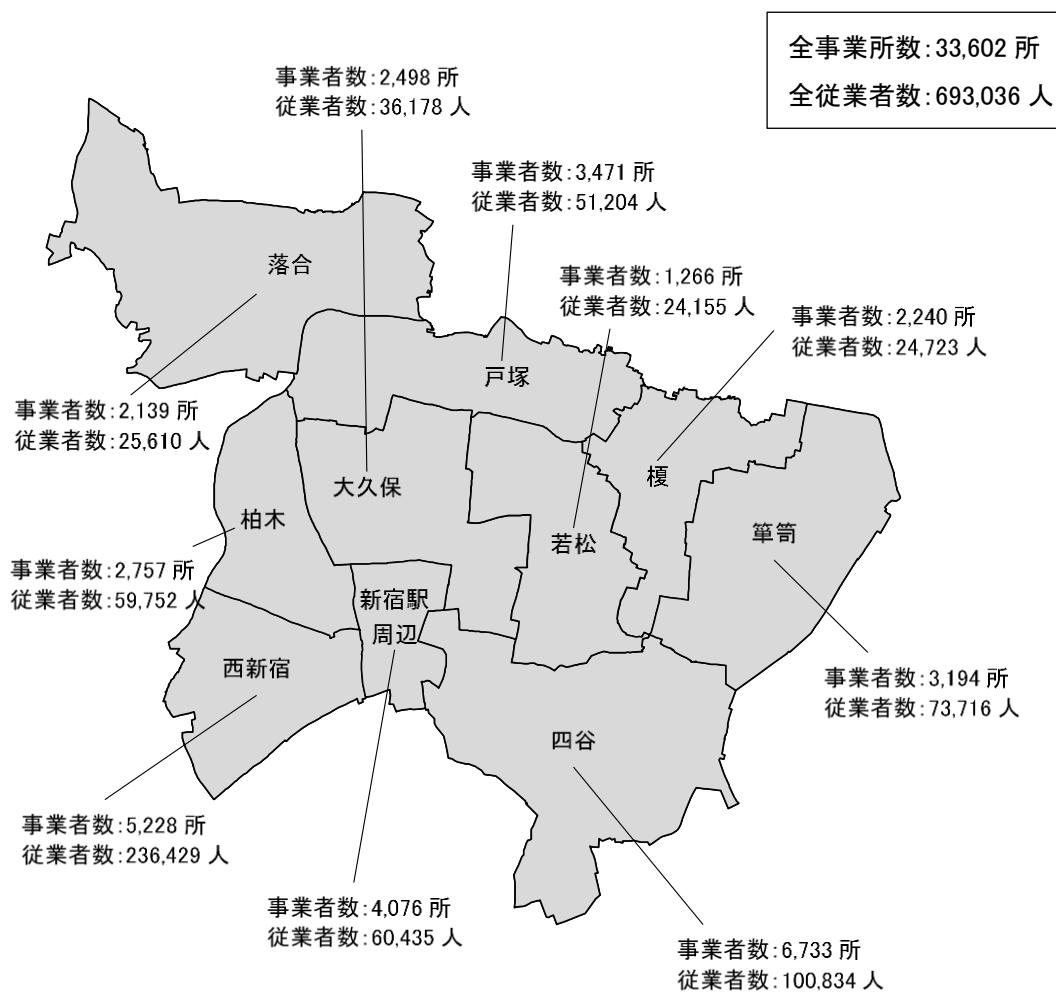 全事業所数:33,602 所
全従業者数:693,036 人
事業者数:2,498 所
従業者数:36,178 人
事業者数:3,471 所
従業者数:51,204 人
落合
事業者数:1,266 所
従業者数:24,155 人
事業者数:2,240 所
従業者数:24,723 人
戸塚
事業者数:2,139 所
従業者数:25,610 人
榎
大久保
柏木
若松
箪笥
事業者数:2,757 所
従業者数:59,752 人
新宿駅
周辺
西新宿
事業者数:3,194 所
従業者数:73,716 人
四谷
事業者数:5,228 所
従業者数:236,429 人
事業者数:4,076 所
従業者数:60,435 人
事業者数:6,733 所
従業者数:100,834 人